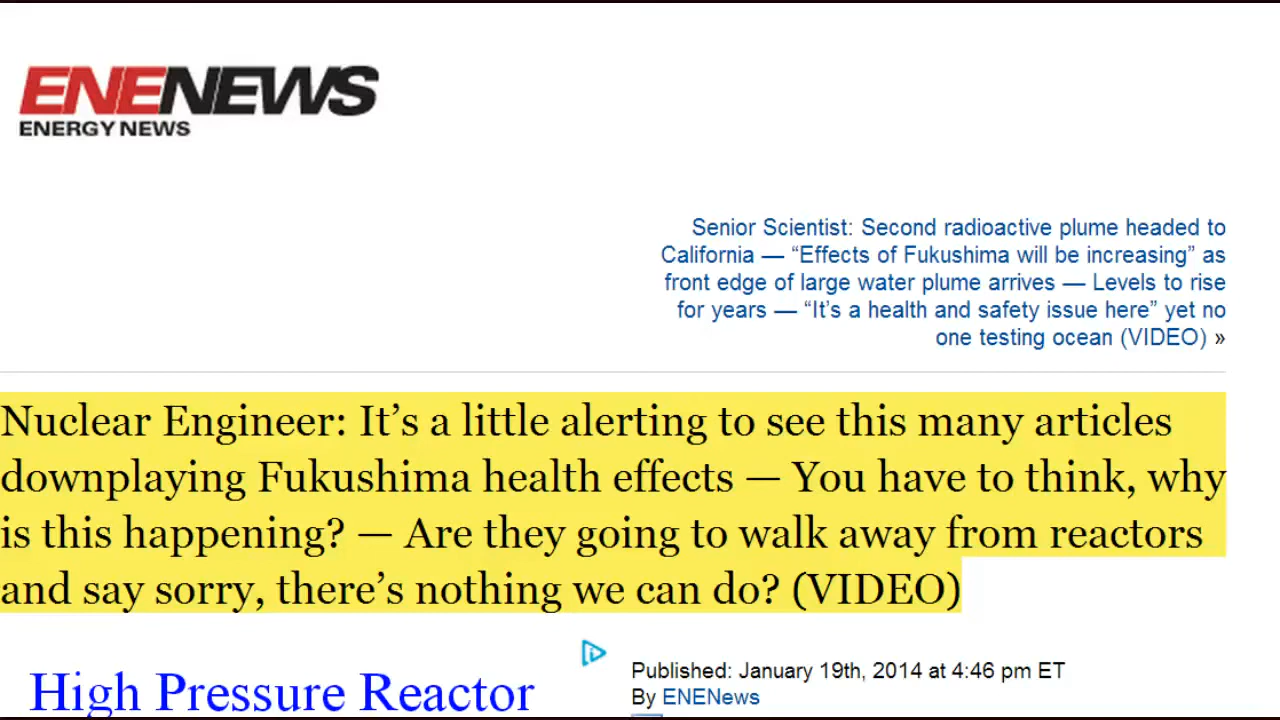 ENENEWS
ENERGY NEWS
Senior Scientist: Second radioactive plume headed to
California — “Effects of Fukushima will be increasing” as
front edge of large water plume arrives — Levels to rise
for years — “It’s a health and safety issue here” yet no
one testing ocean (VIDEO) »
Nuclear Engineer: It’s a little alerting to see this many articles
downplaying Fukushima health effects — You have to think, why
is this happening? — Are they going to walk away from reactors
and say sorry, there’s nothing we can do? (VIDEO)
High Pressure Reactor
Published: January 19th, 2014 at 4:46 pm ET
By ENENews